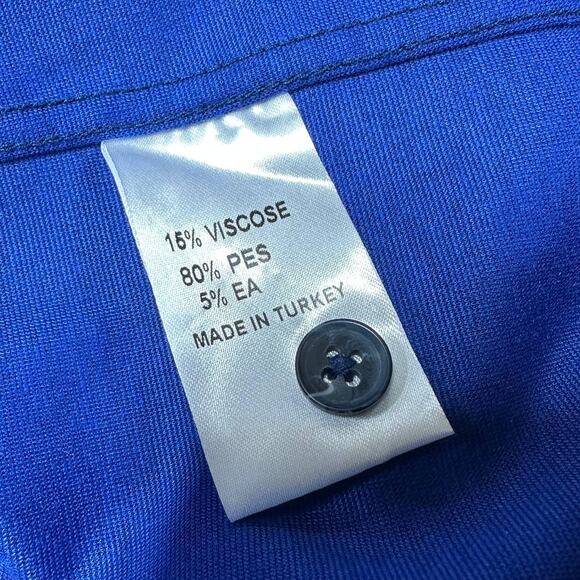 15% VISCOSE
80% PES
5% EA
MADE IN TURKEY